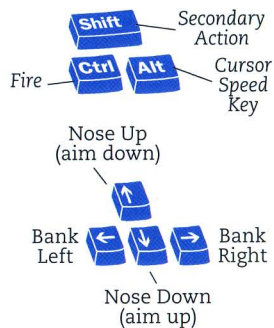 Shift
Secondary
Action
Ctrl
Alt
Fire
Cursor
Speed
Key
Nose Up
(aim down)
↑
Bank
Left
←
↓
→
Bank
Right
Nose Down
(aim up)